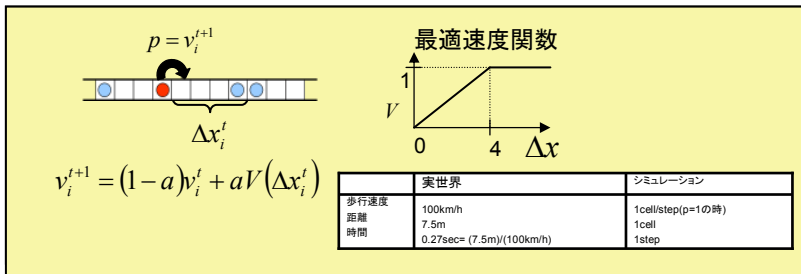 p = v_i^{t+1}
Δx_i^t
v_i^{t+1} = (1-a)v_i^t + aV(Δx_i^t)
最適速度関数
1
V
0
4
Δx
実世界 シミュレーション
歩行速度 100km/h 1cell/step(p=1の時)
距離 7.5m 1cell
時間 0.27sec= (7.5m)/(100km/h) 1step